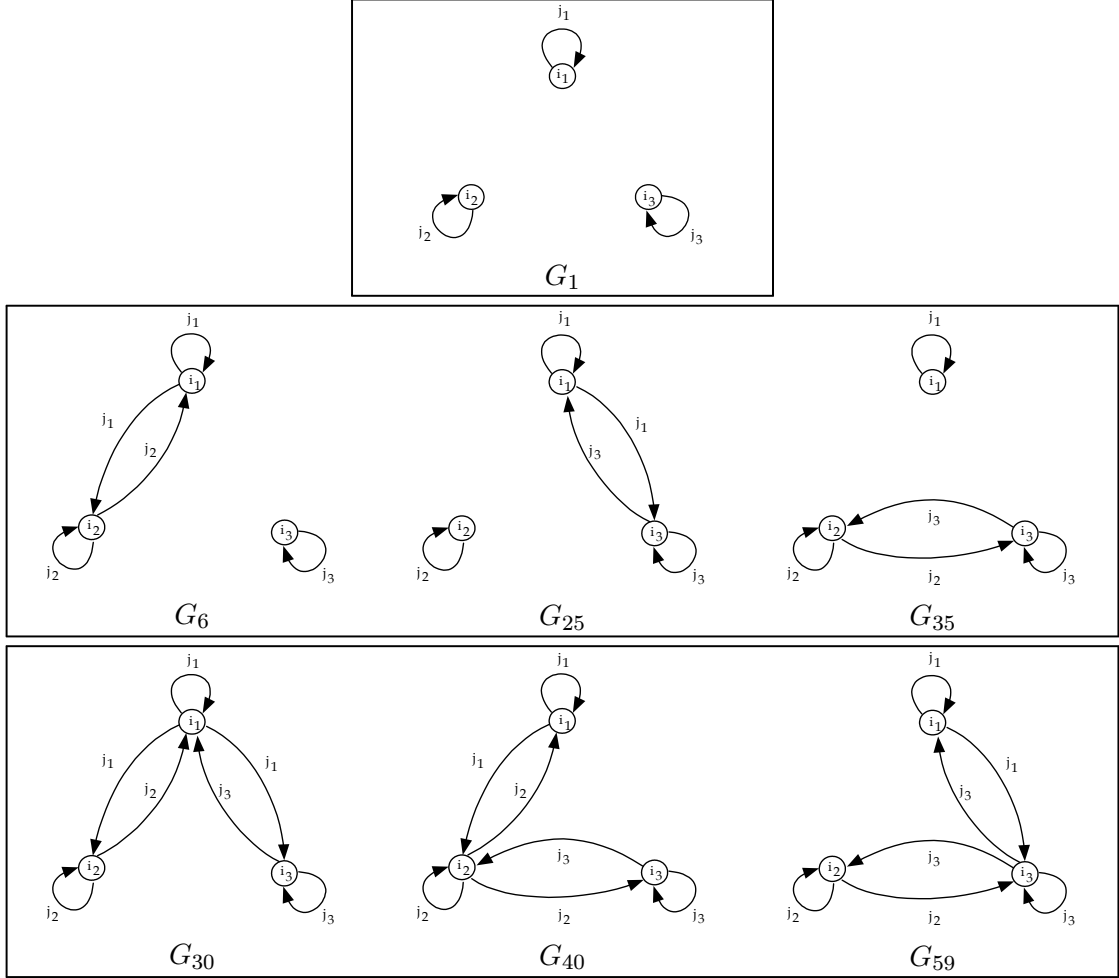 j₁
i₁
i₂ i₃
j₂ j₃
G₁
j₁ j₁ j₁
i₁ i₁ i₁
j₁ j₂ j₃ j₁
i₂ i₃ i₂ i₃ i₂ j₃ i₃
j₂ j₃ j₂ j₃ j₂ j₂ j₃
G₆ G₂₅ G₃₅
j₁ j₁ j₁
i₁ i₁ i₁
j₁ j₂ j₃ j₁ j₁ j₂ j₃ j₁
i₂ i₃ i₂ j₃ i₃ i₂ j₃ i₃
j₂ j₃ j₂ j₂ j₃ j₂ j₂ j₃
G₃₀ G₄₀ G₅₉